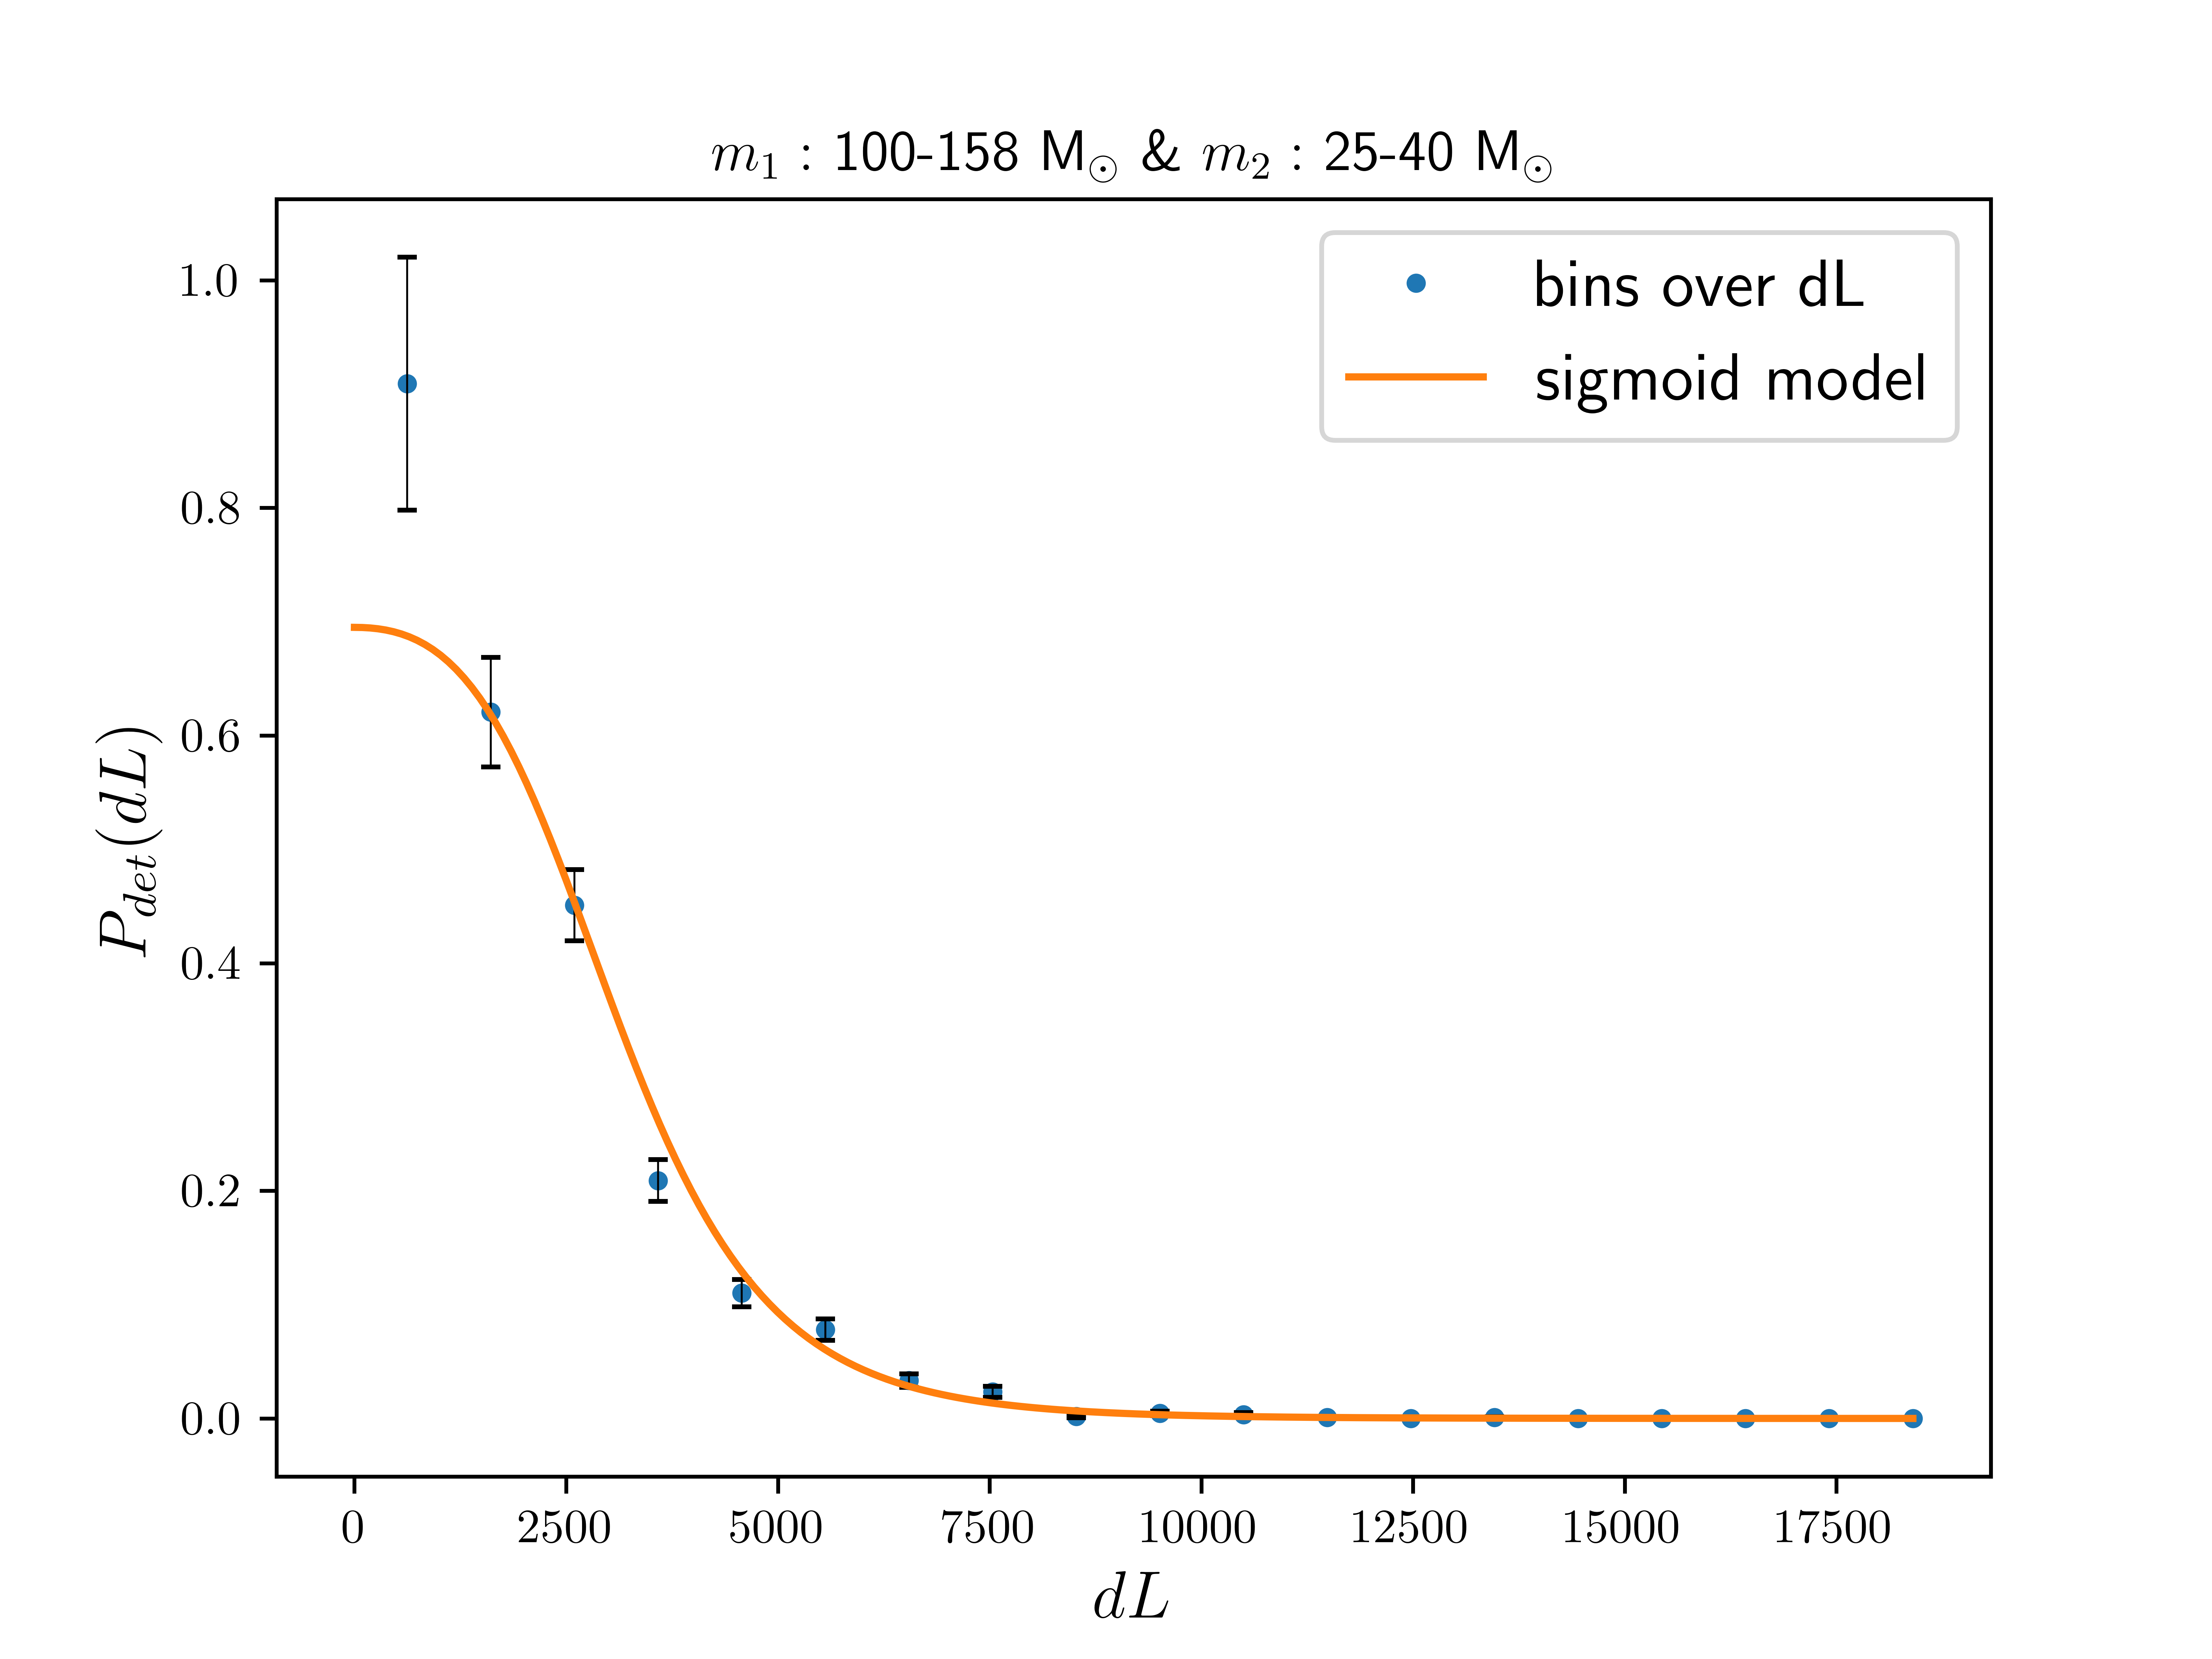 m₁ : 100-158 M☉ & m₂ : 25-40 M☉
bins over dL
sigmoid model
1.0
0.8
0.6
0.4
0.2
0.0
P_det(dL)
0 2500 5000 7500 10000 12500 15000 17500
dL